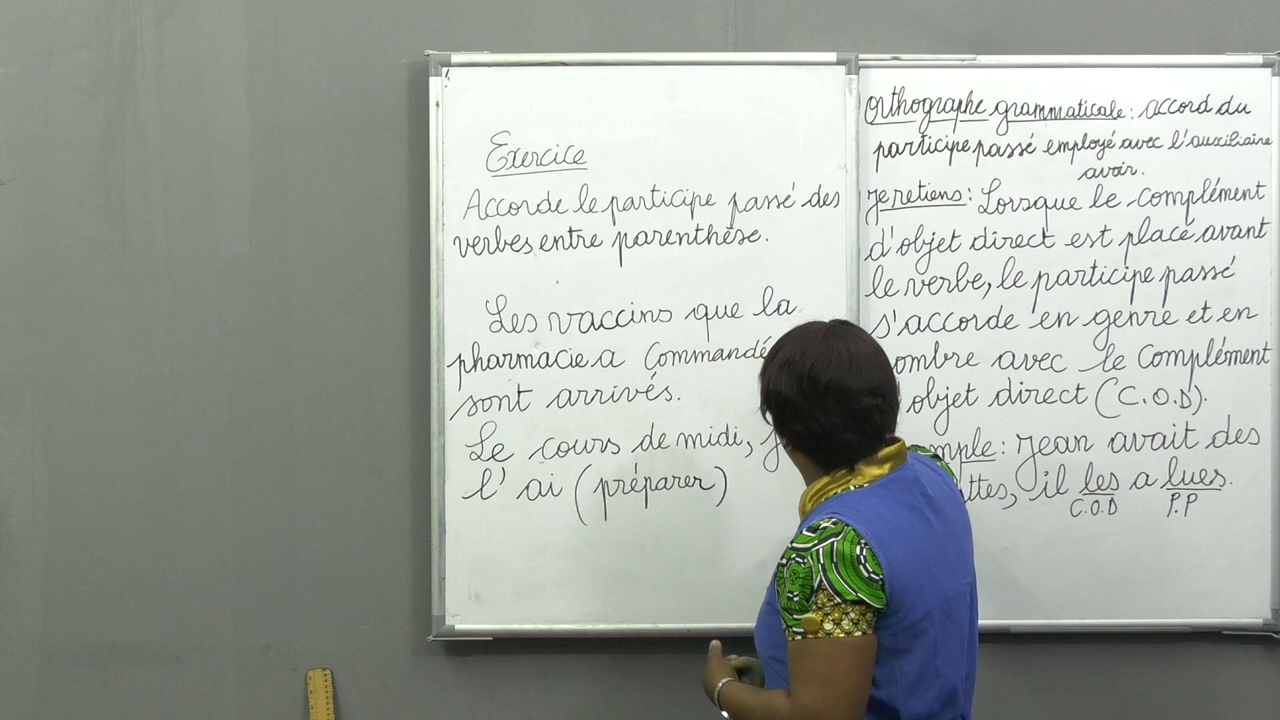 Exercice
Accorde le participe passé des
verbes entre parenthèse.
Les vaccins que la
pharmacie a commandé
sont arrivés.
Le cours de midi, j
l'ai (préparer)
Orthographe grammaticale : accord du
participe passé employé avec l'auxiliaire
avoir.
Je retiens : Lorsque le complément
d'objet direct est placé avant
le verbe, le participe passé
s'accorde en genre et en
ombre avec le complément
objet direct (C.O.D).
mple : Jean avait des
ttes, il les a lues.
C.O.D P.P